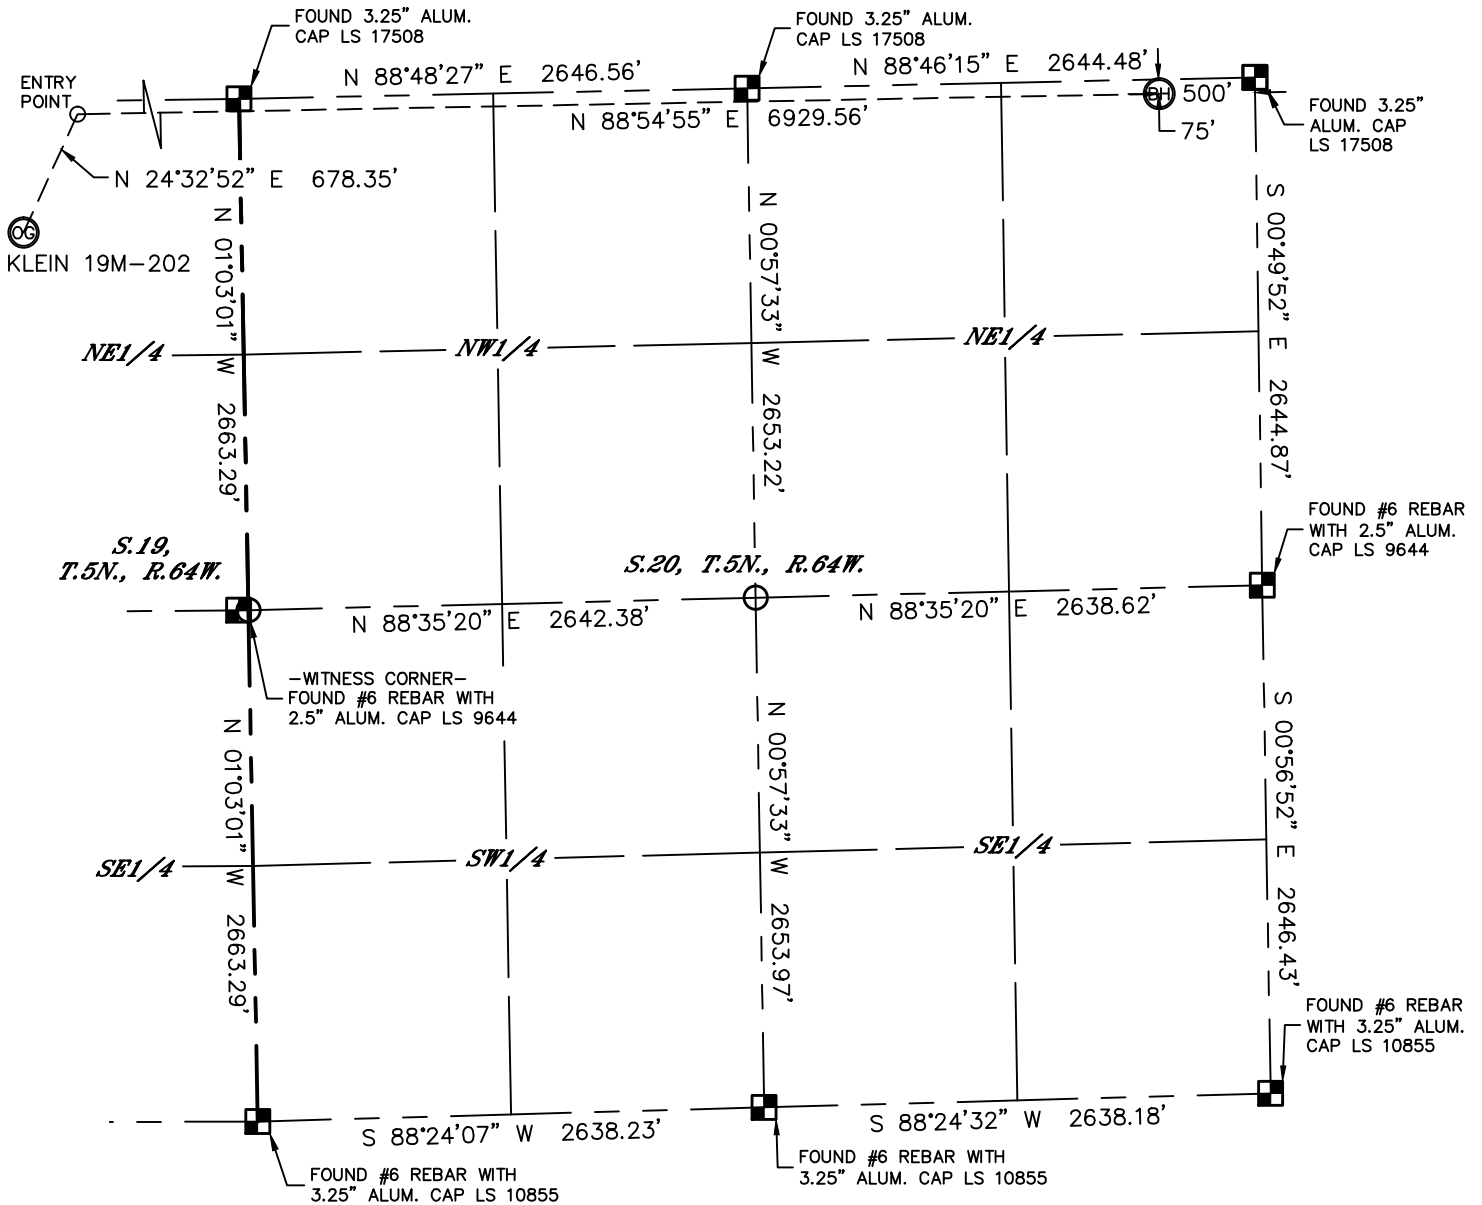 FOUND 3.25" ALUM.
CAP LS 17508
FOUND 3.25" ALUM.
CAP LS 17508
N 88°48'27" E 2646.56'
N 88°46'15" E 2644.48'
ENTRY
POINT
BH 500'
N 88°54'55" E 6929.56'
75'
FOUND 3.25"
ALUM. CAP
LS 17508
N 24°32'52" E 678.35'
OG
KLEIN 19M-202
N 01°03'01" W 2663.29'
N 00°57'33" W 2653.22'
S 00°49'52" E 2644.87'
NE1/4
NW1/4
NE1/4
S.19,
T.5N., R.64W.
S.20, T.5N., R.64W.
FOUND #6 REBAR
WITH 2.5" ALUM.
CAP LS 9644
N 88°35'20" E 2642.38'
N 88°35'20" E 2638.62'
-WITNESS CORNER-
FOUND #6 REBAR WITH
2.5" ALUM. CAP LS 9644
N 01°03'01" W 2663.29'
N 00°57'33" W 2653.97'
S 00°56'52" E 2646.43'
SE1/4
SW1/4
SE1/4
FOUND #6 REBAR
WITH 3.25" ALUM.
CAP LS 10855
S 88°24'07" W 2638.23'
S 88°24'32" W 2638.18'
FOUND #6 REBAR WITH
3.25" ALUM. CAP LS 10855
FOUND #6 REBAR WITH
3.25" ALUM. CAP LS 10855